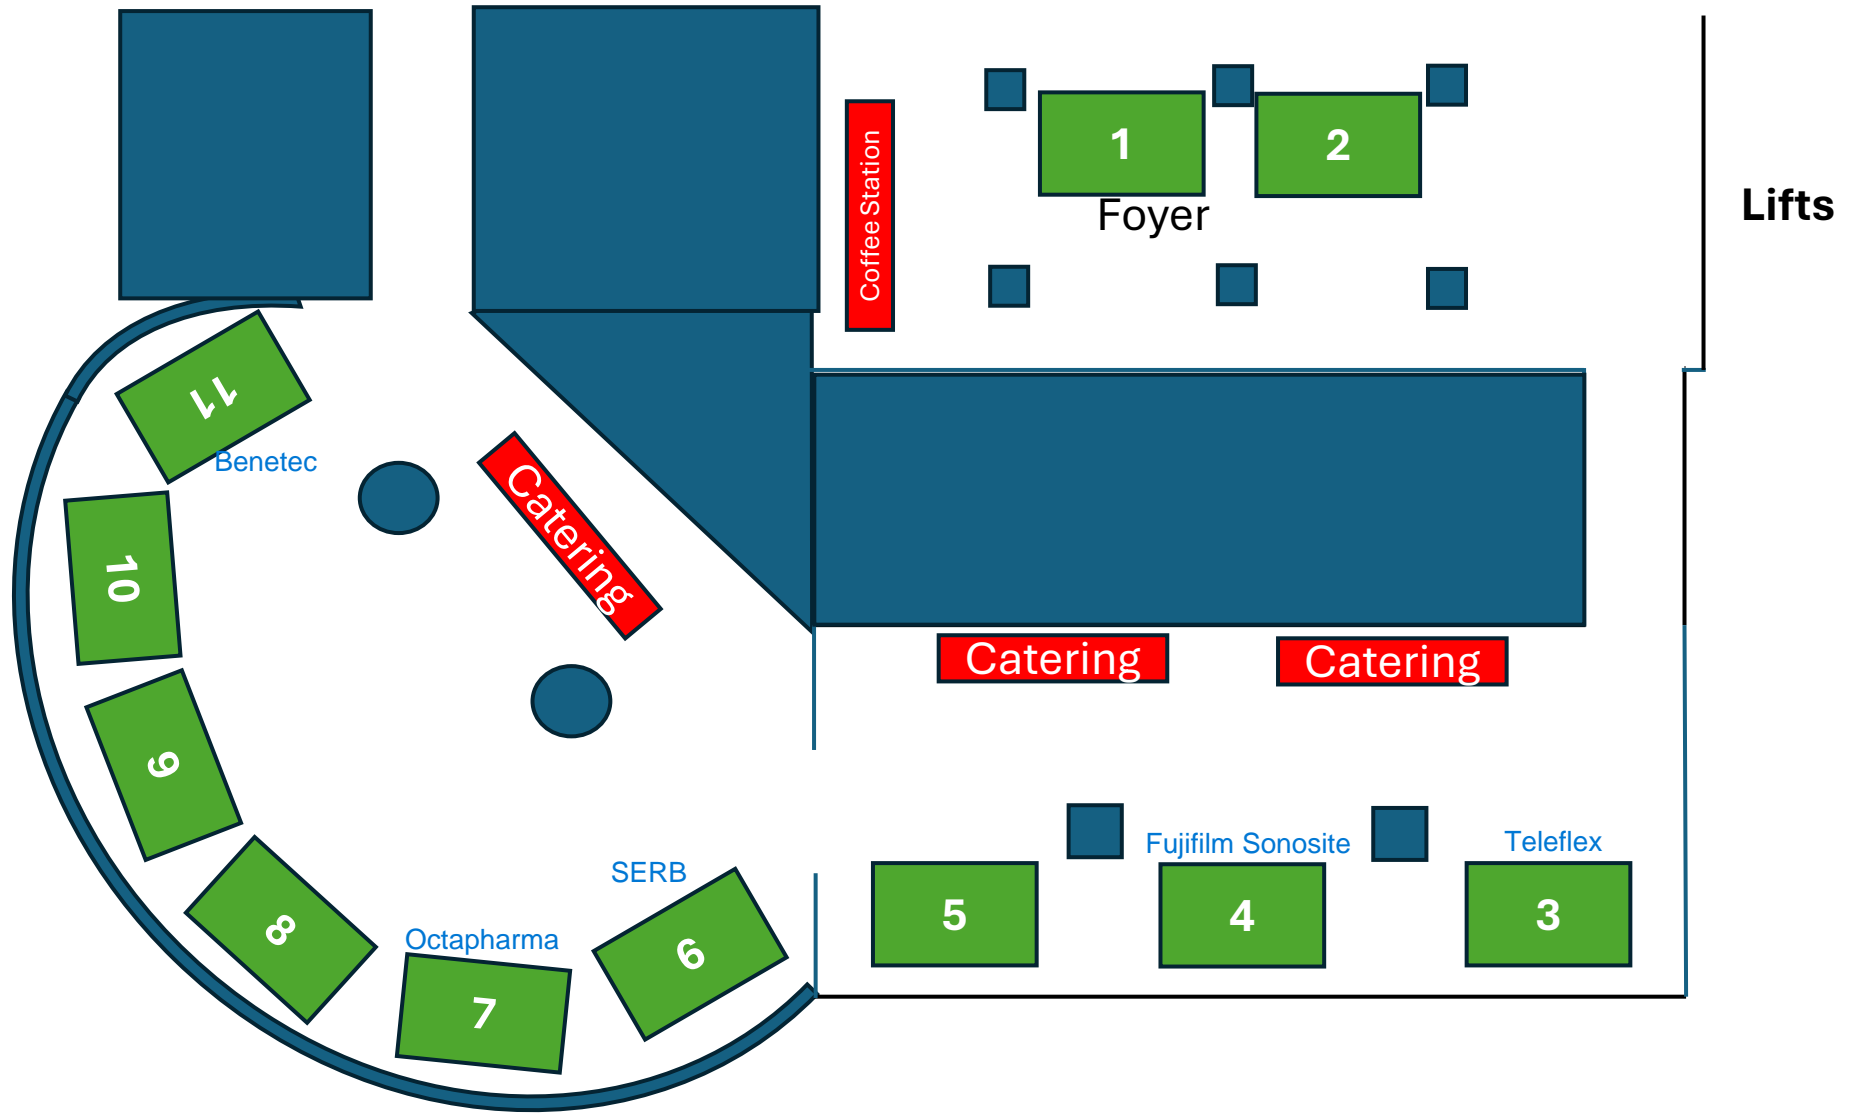 1
2
Foyer
Lifts
Coffee Station
11
Benetec
Catering
10
Catering
Catering
9
Fujifilm Sonosite
Teleflex
SERB
5
4
3
8
Octapharma
6
7